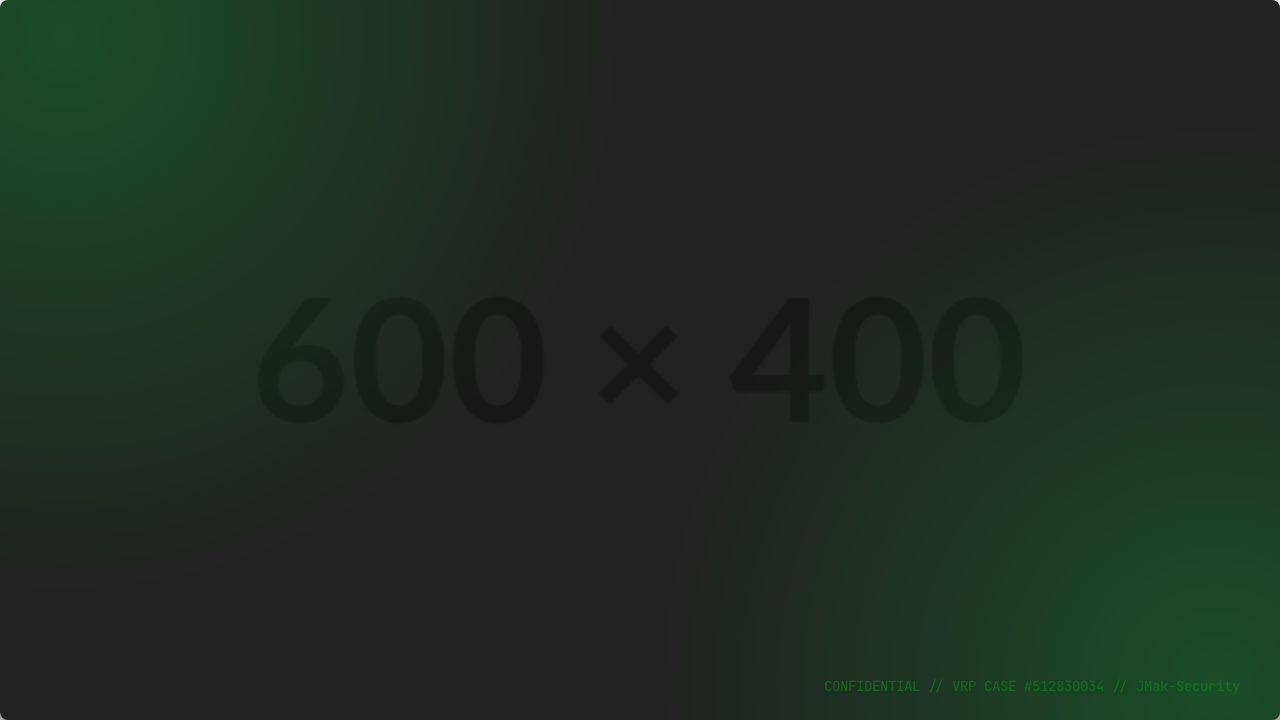 600 × 400
CONFIDENTIAL // VRP CASE #512830034 // JMak-Security